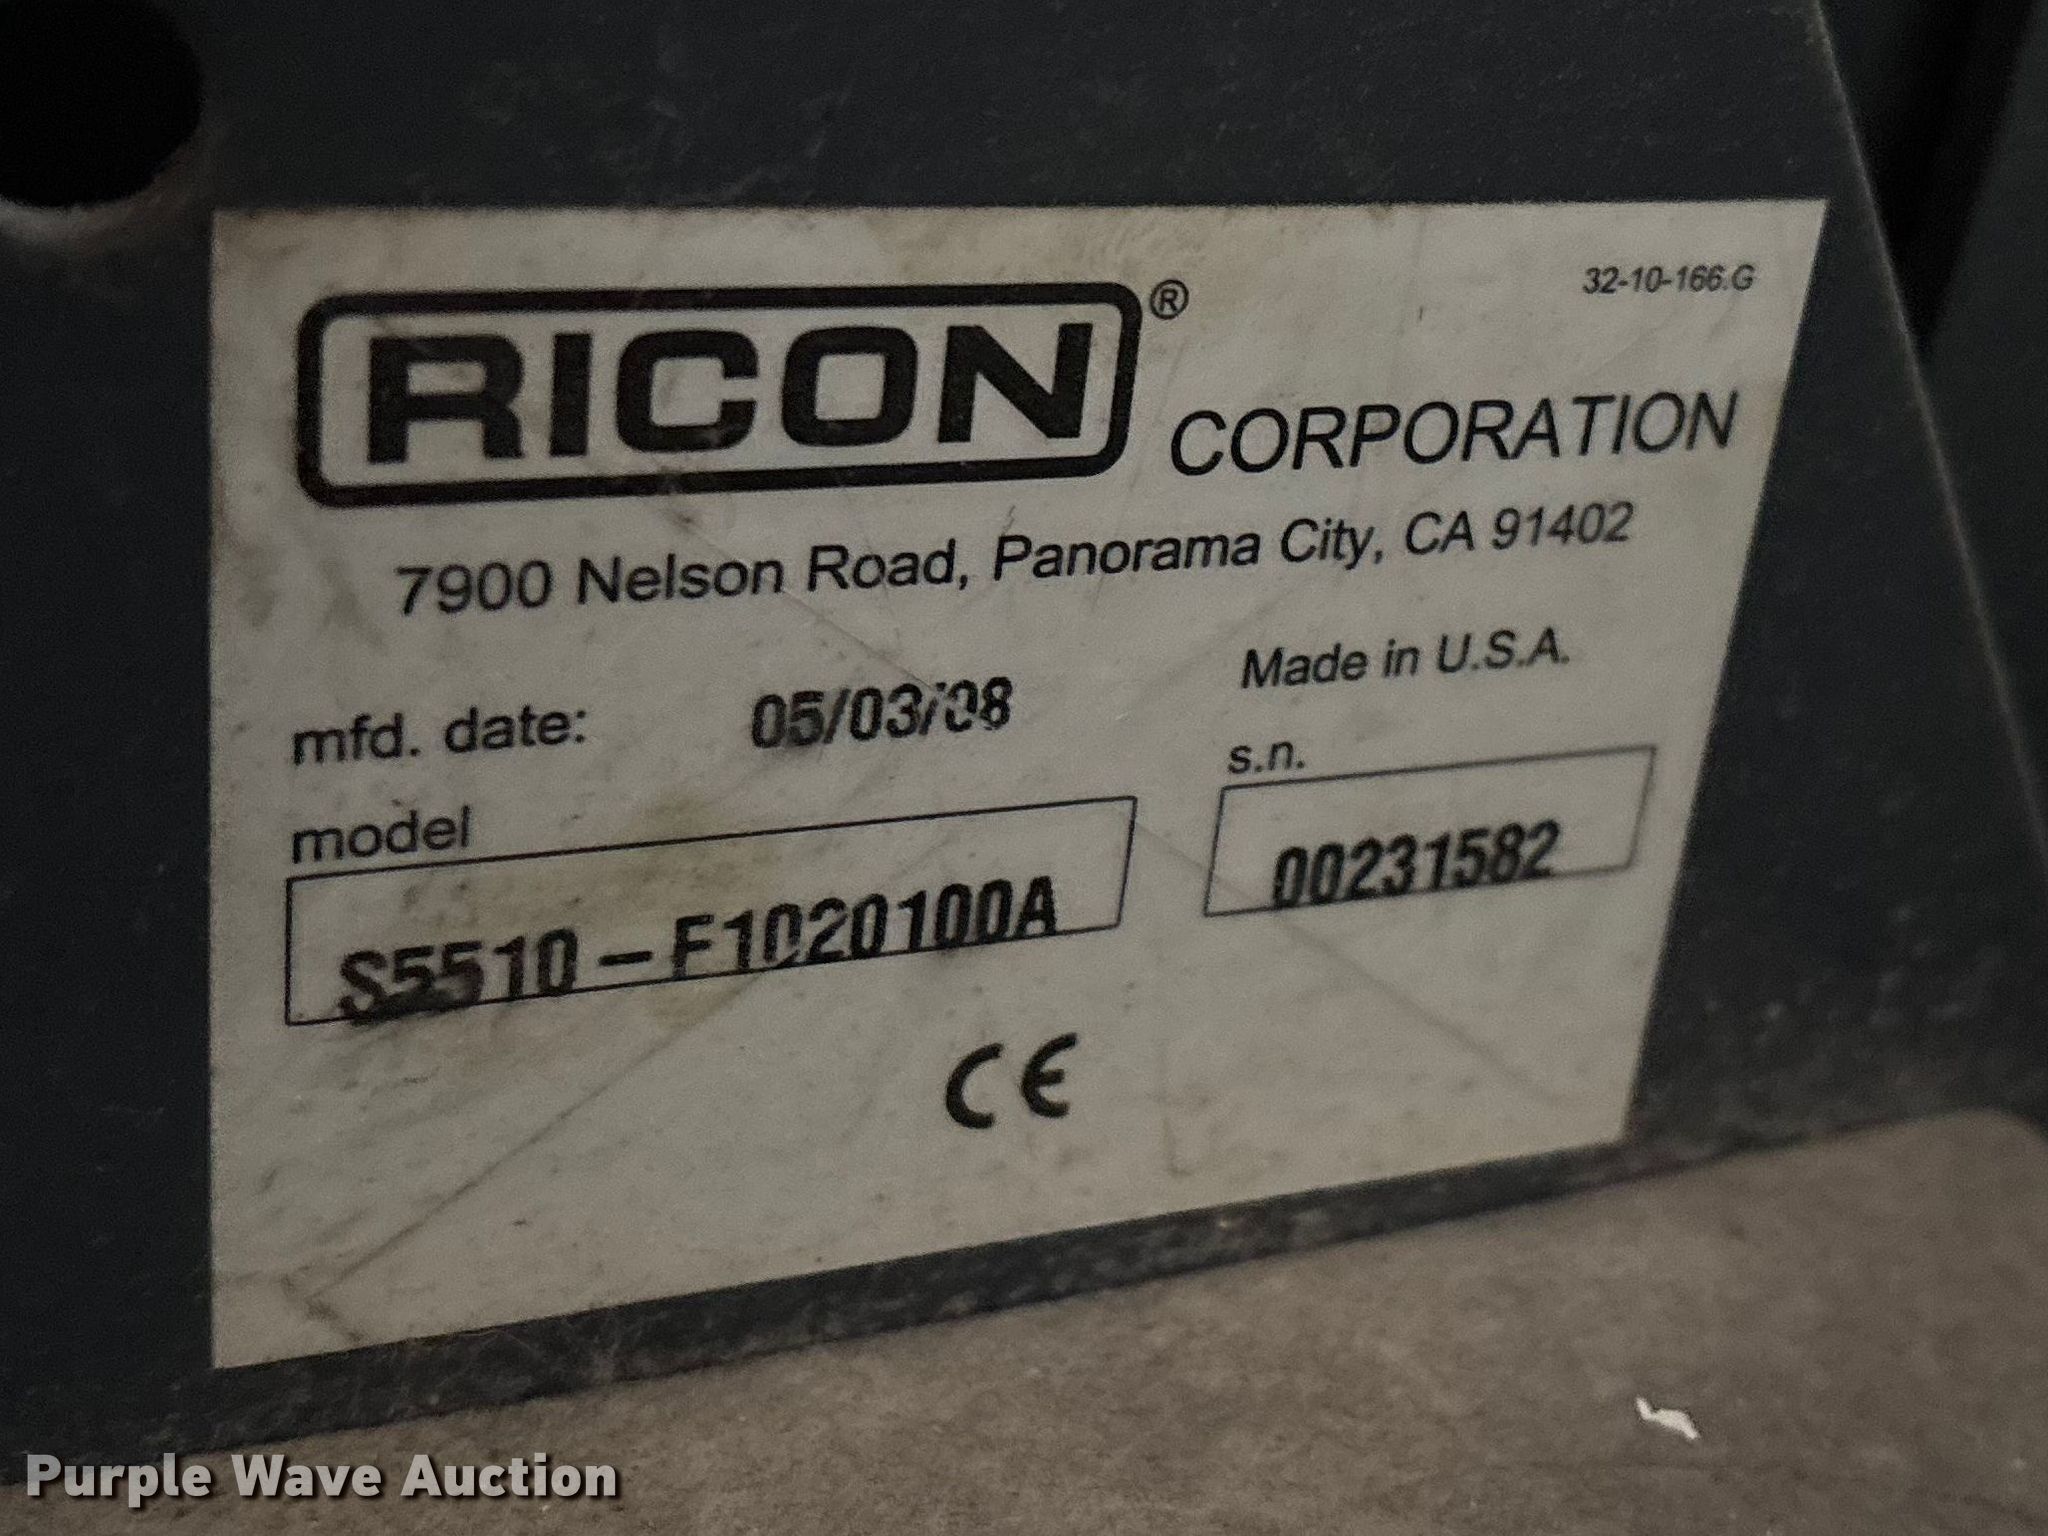 32-10-166.G
RICON® CORPORATION
7900 Nelson Road, Panorama City, CA 91402
Made in U.S.A.
mfd. date: 05/03/08
model
s.n.
S5510-F1020100A
00231582
CE
Purple Wave Auction